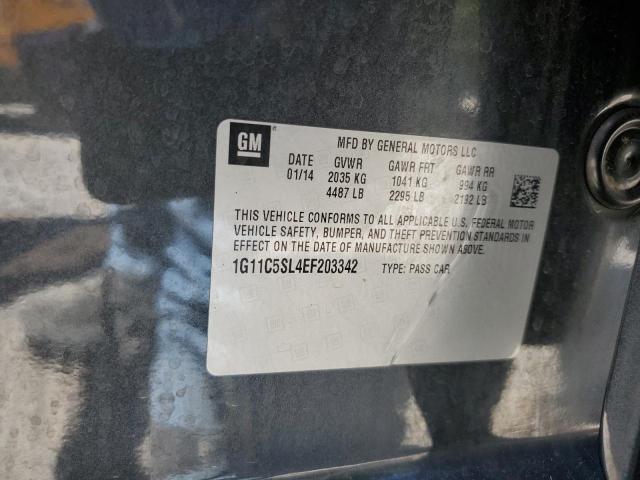 GM
MFD BY GENERAL MOTORS LLC
DATE GVWR GAWR FRT GAWR RR
01/14 2035 KG 1041 KG 994 KG
4487 LB 2295 LB 2192 LB
THIS VEHICLE CONFORMS TO ALL APPLICABLE U.S. FEDERAL MOTOR
VEHICLE SAFETY, BUMPER, AND THEFT PREVENTION STANDARDS IN
EFFECT ON THE DATE OF MANUFACTURE SHOWN ABOVE.
1G11C5SL4EF203342 TYPE: PASS CAR